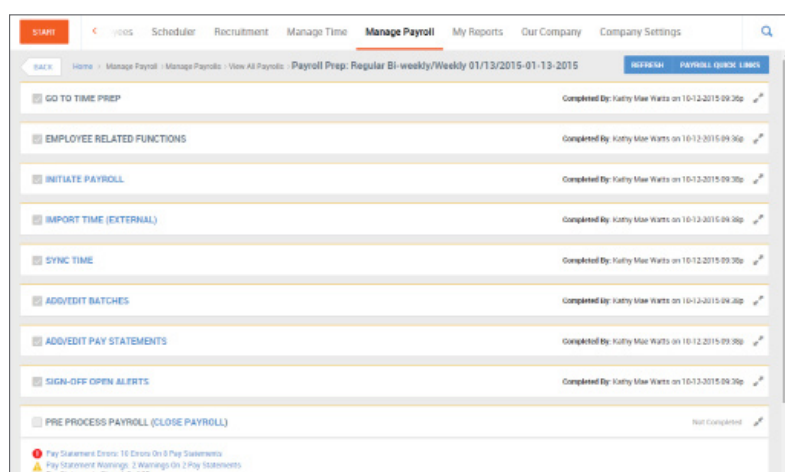 START Scheduler Recruitment Manage Time Manage Payroll My Reports Our Company Company Settings
BACK Home > Manage Payroll > Manage Payrolls > View All Payrolls > Payroll Prep: Regular Bi-weekly/Weekly 01/13/2015-01-13-2015 REFRESH PAYROLL QUICK LINKS
GO TO TIME PREP Completed By: Kathy Mae Watts on 10-12-2015 09:36p
EMPLOYEE RELATED FUNCTIONS Completed By: Kathy Mae Watts on 10-12-2015 09:36p
INITIATE PAYROLL Completed By: Kathy Mae Watts on 10-12-2015 09:38p
IMPORT TIME (EXTERNAL) Completed By: Kathy Mae Watts on 10-12-2015 09:38p
SYNC TIME Completed By: Kathy Mae Watts on 10-12-2015 09:38p
ADD/EDIT BATCHES Completed By: Kathy Mae Watts on 10-12-2015 09:38p
ADD/EDIT PAY STATEMENTS Completed By: Kathy Mae Watts on 10-12-2015 09:38p
SIGN-OFF OPEN ALERTS Completed By: Kathy Mae Watts on 10-12-2015 09:39p
PRE PROCESS PAYROLL (CLOSE PAYROLL) Not Completed
Pay Statement Errors: 10 Errors On 8 Pay Statements
Pay Statement Warnings: 2 Warnings On 2 Pay Statements